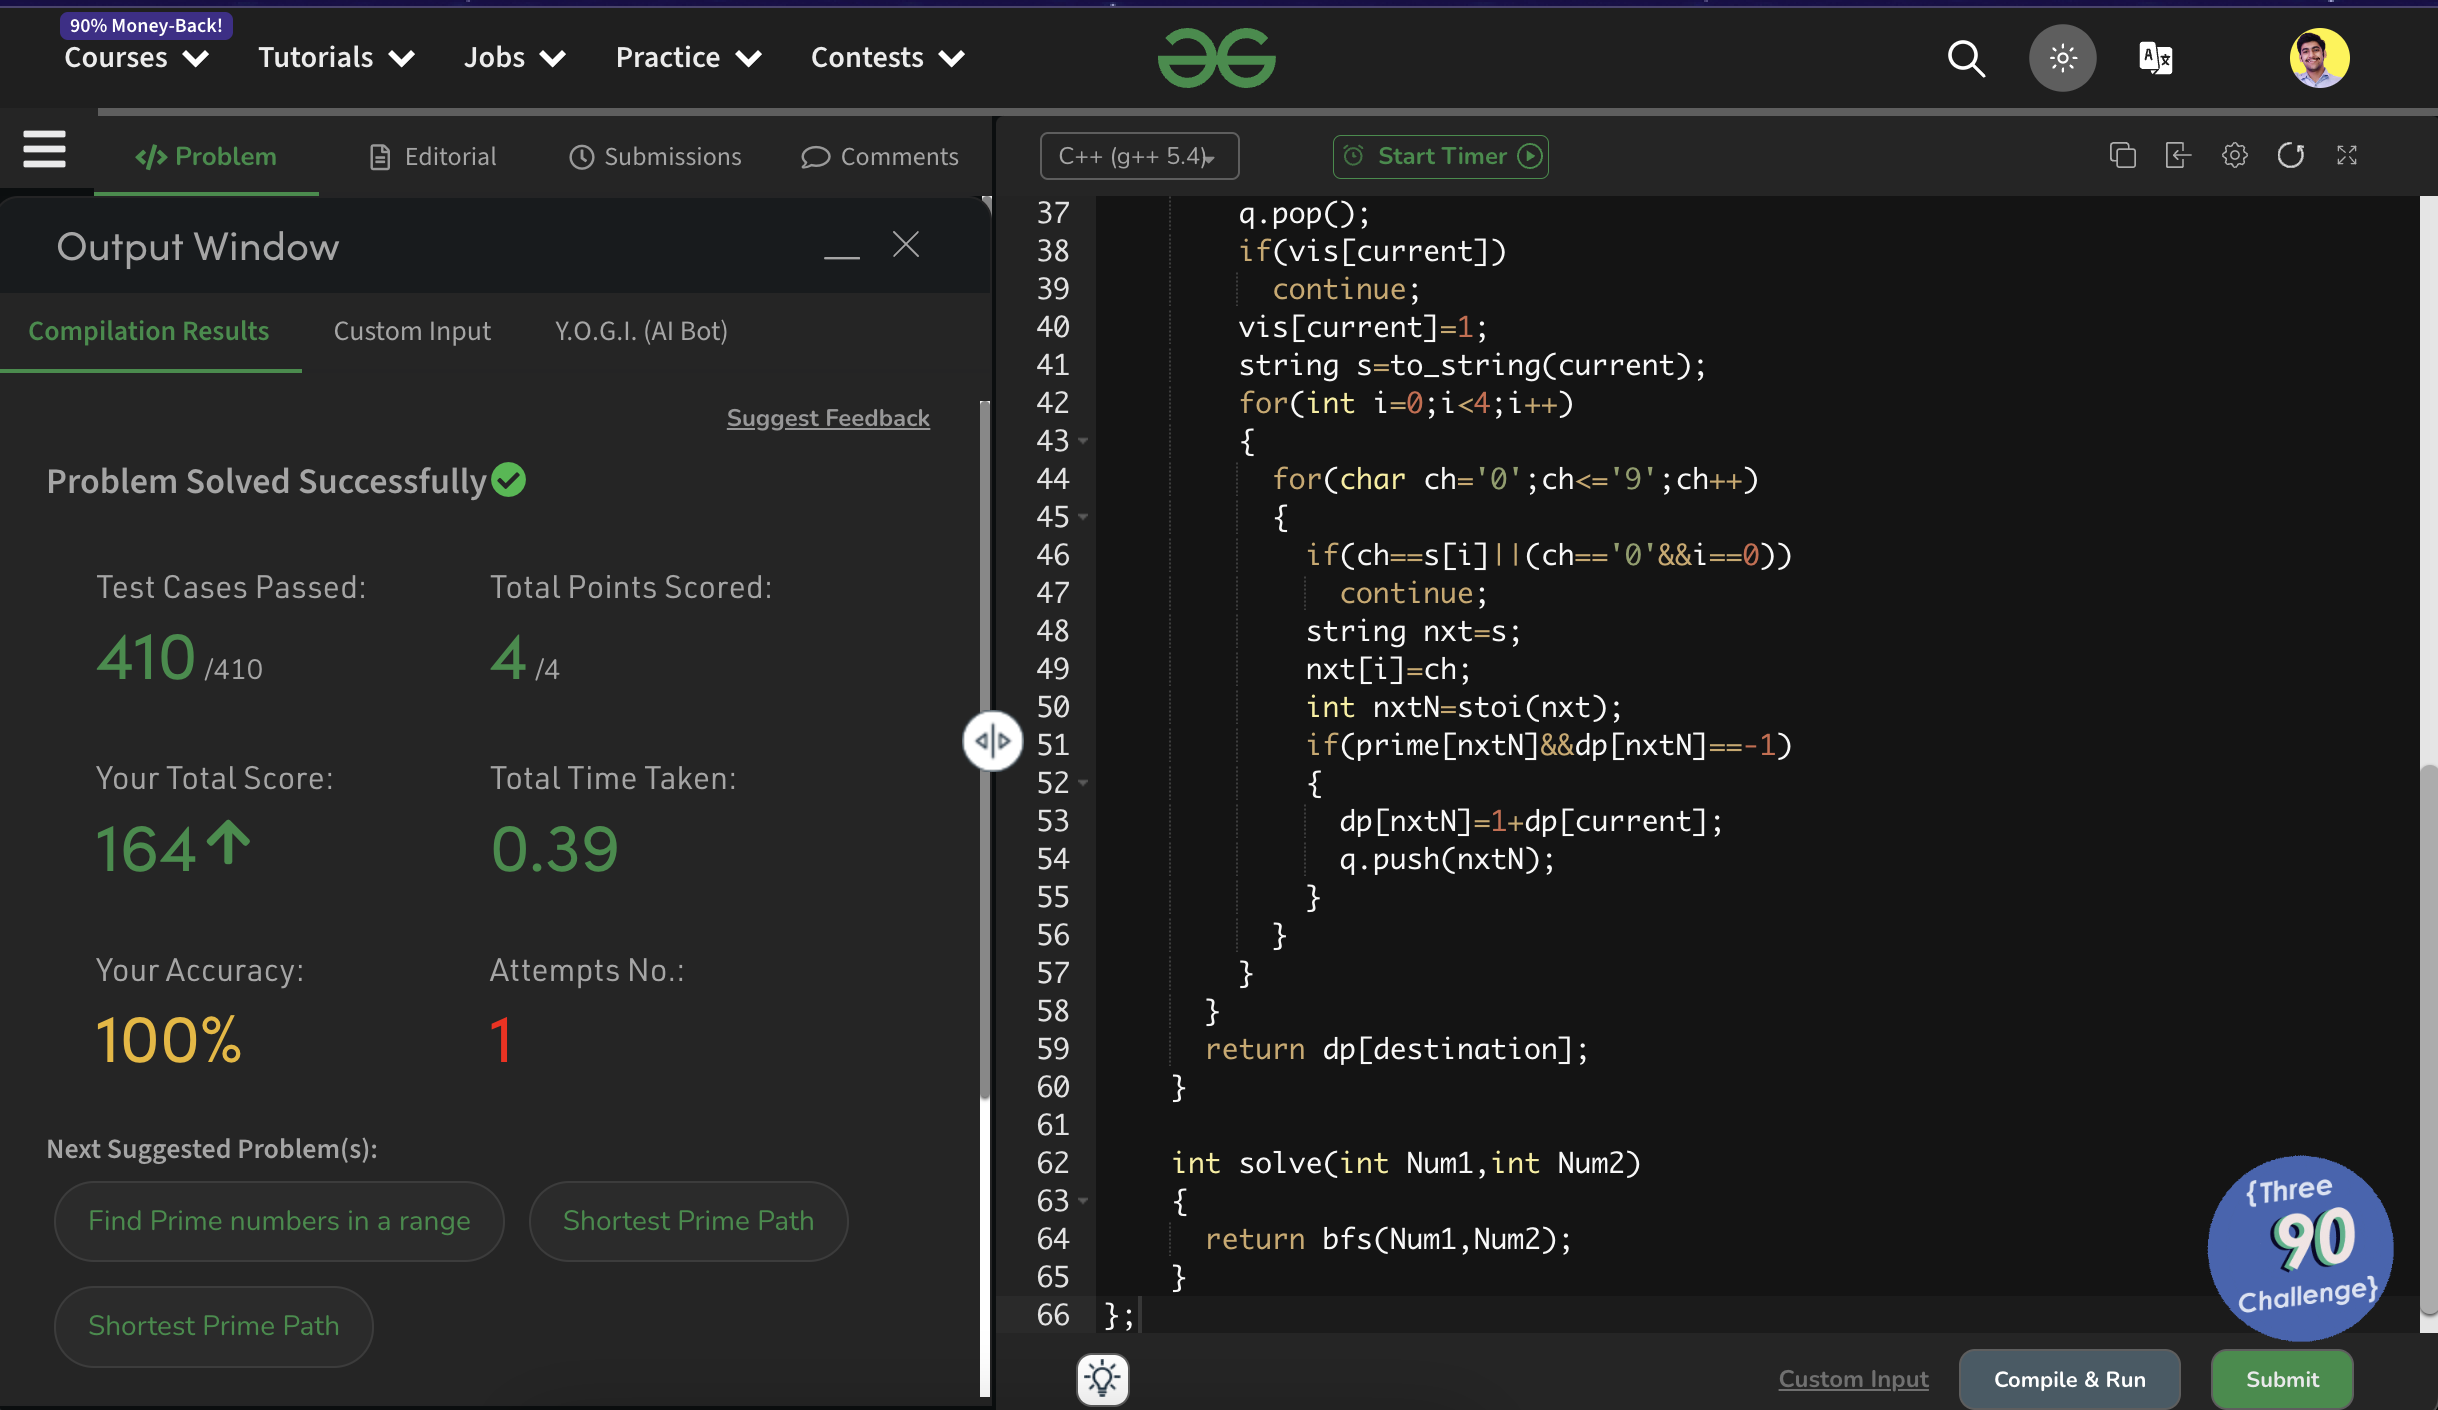 90% Money-Back!
Courses
Tutorials
Jobs
Practice
Contests
</> Problem
Editorial
Submissions
Comments
C++ (g++ 5.4)
Start Timer
Output Window
Compilation Results
Custom Input
Y.O.G.I. (AI Bot)
Suggest Feedback
Problem Solved Successfully
Test Cases Passed:
410 /410
Total Points Scored:
4 /4
Your Total Score:
164
Total Time Taken:
0.39
Your Accuracy:
100%
Attempts No.:
1
Next Suggested Problem(s):
Find Prime numbers in a range
Shortest Prime Path
Shortest Prime Path
37 q.pop();
38 if(vis[current])
39 continue;
40 vis[current]=1;
41 string s=to_string(current);
42 for(int i=0;i<4;i++)
43 {
44 for(char ch='0';ch<='9';ch++)
45 {
46 if(ch==s[i]||(ch=='0'&&i==0))
47 continue;
48 string nxt=s;
49 nxt[i]=ch;
50 int nxtN=stoi(nxt);
51 if(prime[nxtN]&&dp[nxtN]==-1)
52 {
53 dp[nxtN]=1+dp[current];
54 q.push(nxtN);
55 }
56 }
57 }
58 }
59 return dp[destination];
60 }
61
62 int solve(int Num1,int Num2)
63 {
64 return bfs(Num1,Num2);
65 }
66 };
{Three
90
Challenge}
Custom Input
Compile & Run
Submit